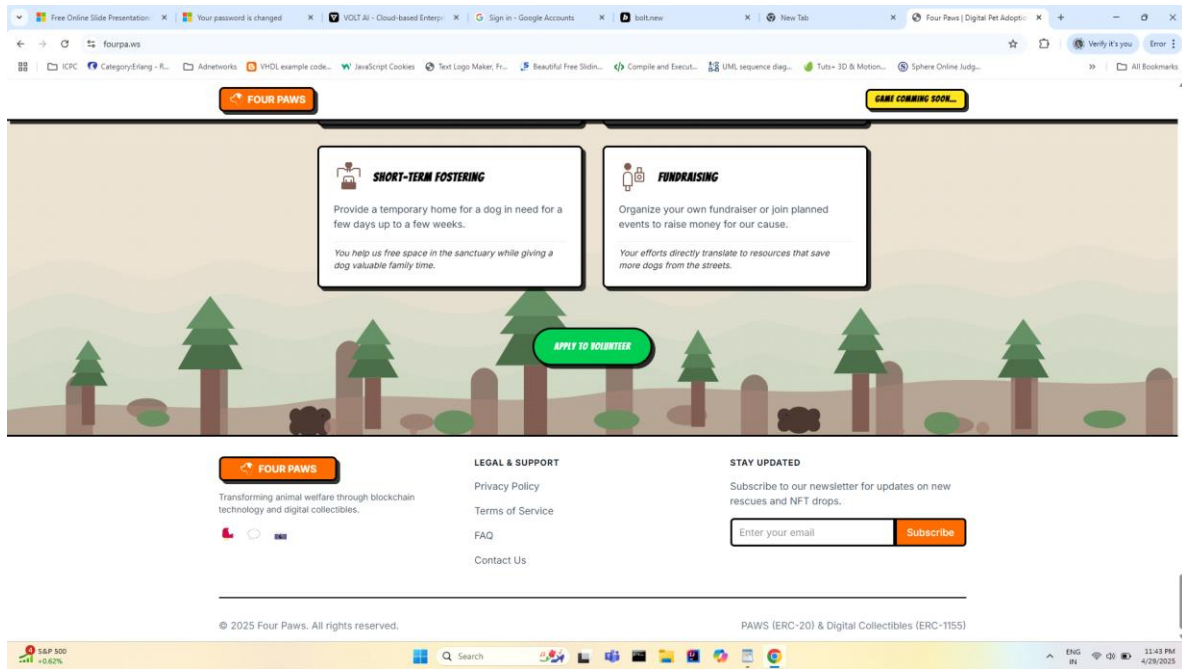 Free Online Slide Presentation
Your password is changed
VOLT AI - Cloud-based Enterpr
Sign in - Google Accounts
bolt.new
New Tab
Four Paws | Digital Pet Adoptio
fourpa.ws
Verify it's you
Error
ICPC
Category:Erlang - R...
Adnetworks
VHDL example code...
JavaScript Cookies
Text Logo Maker, Fr...
Beautiful Free Slidin...
Compile and Execut...
UML sequence diag...
Tuts+ 3D & Motion...
Sphere Online Judg...
All Bookmarks
FOUR PAWS
GAME COMMING SOON...
SHORT-TERM FOSTERING
Provide a temporary home for a dog in need for a
few days up to a few weeks.
You help us free space in the sanctuary while giving a
dog valuable family time.
FUNDRAISING
Organize your own fundraiser or join planned
events to raise money for our cause.
Your efforts directly translate to resources that save
more dogs from the streets.
APPLY TO VOLUNTEER
FOUR PAWS
Transforming animal welfare through blockchain
technology and digital collectibles.
LEGAL & SUPPORT
Privacy Policy
Terms of Service
FAQ
Contact Us
STAY UPDATED
Subscribe to our newsletter for updates on new
rescues and NFT drops.
Enter your email
Subscribe
© 2025 Four Paws. All rights reserved.
PAWS (ERC-20) & Digital Collectibles (ERC-1155)
4
S&P 500
+0.62%
Search
ENG
IN
11:43 PM
4/29/2025